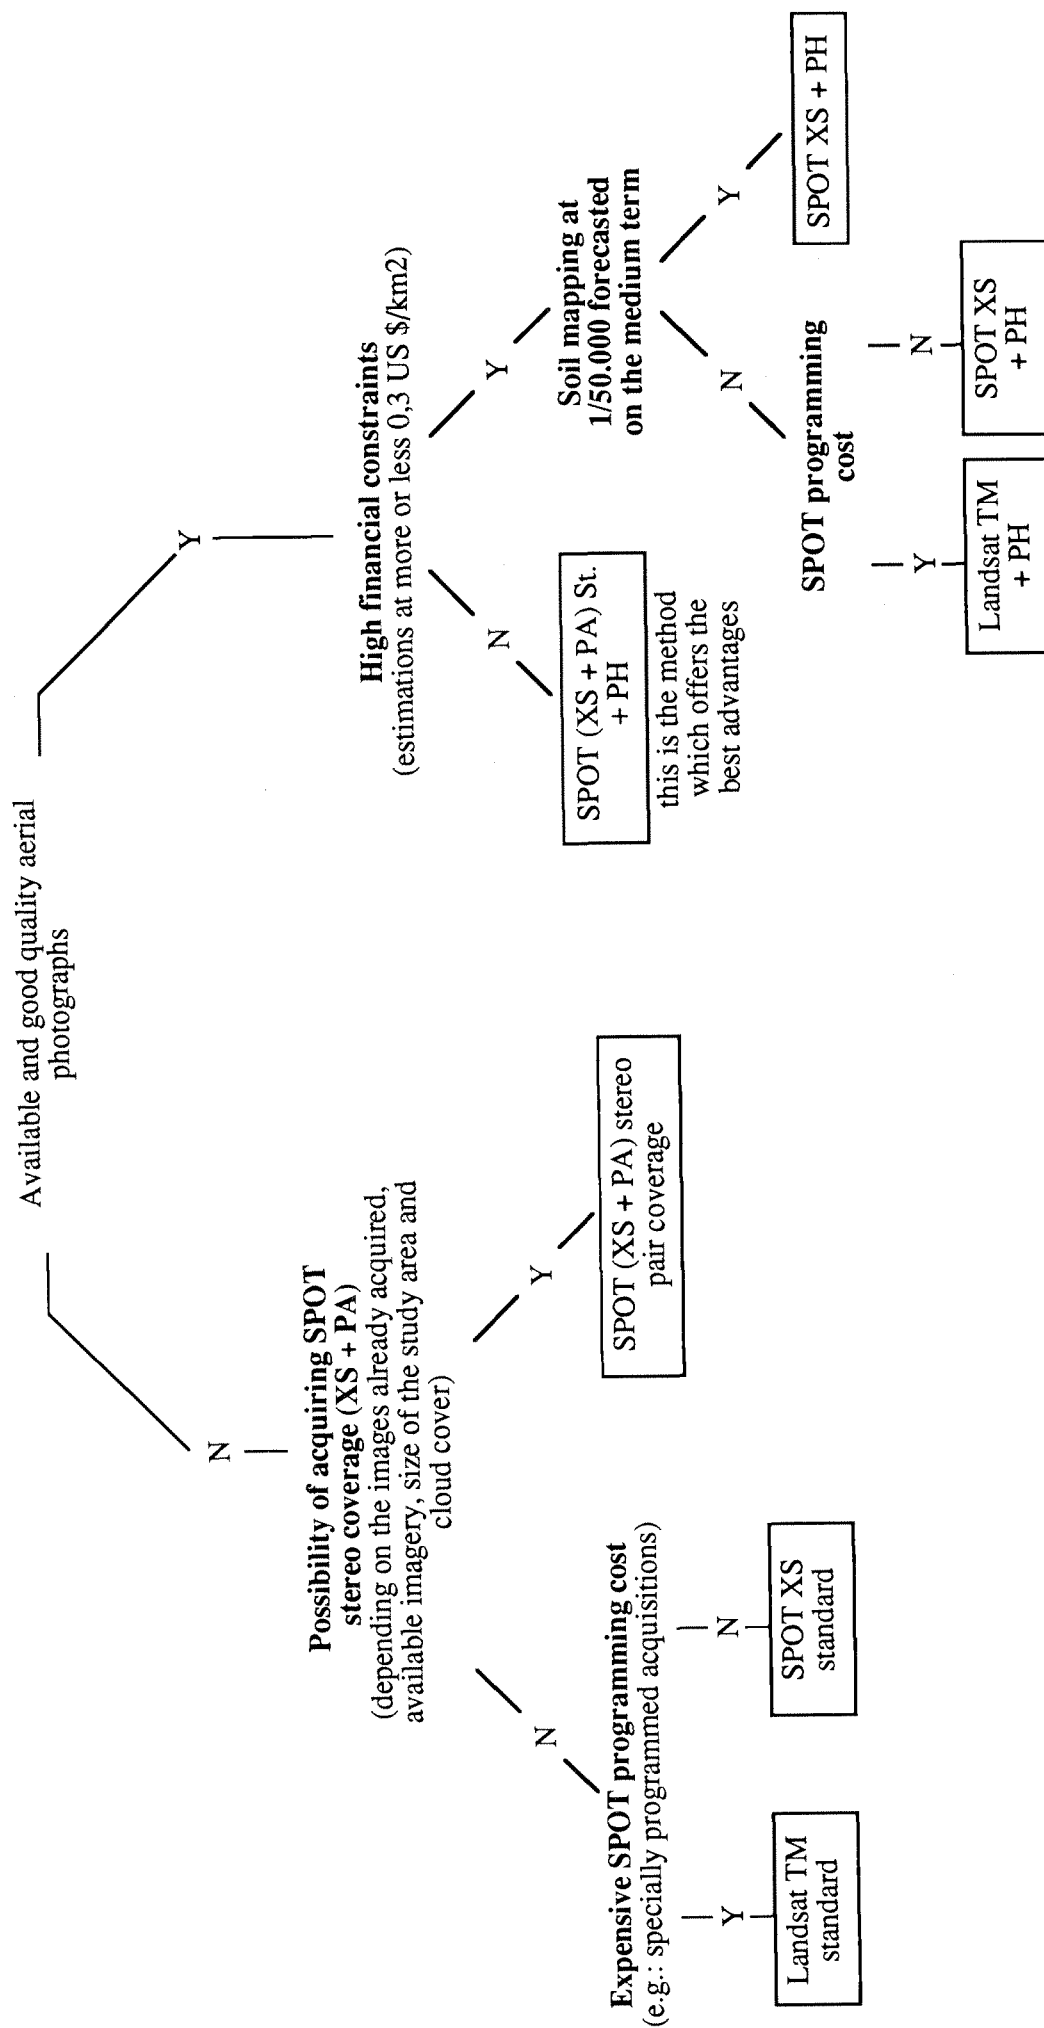 Available and good quality aerial
photographs
N
Y
Possibility of acquiring SPOT
stereo coverage (XS + PA)
(depending on the images already acquired,
available imagery, size of the study area and
cloud cover)
High financial constraints
(estimations at more or less 0,3 US $/km2)
N
Y
N
Y
Expensive SPOT programming cost
(e.g.: specially programmed acquisitions)
SPOT (XS + PA) stereo
pair coverage
SPOT (XS + PA) St.
+ PH
this is the method
which offers the
best advantages
Soil mapping at
1/50.000 forecasted
on the medium term
Y
N
N
Y
Landsat TM
standard
SPOT XS
standard
SPOT programming
cost
SPOT XS + PH
Y
N
Landsat TM
+ PH
SPOT XS
+ PH